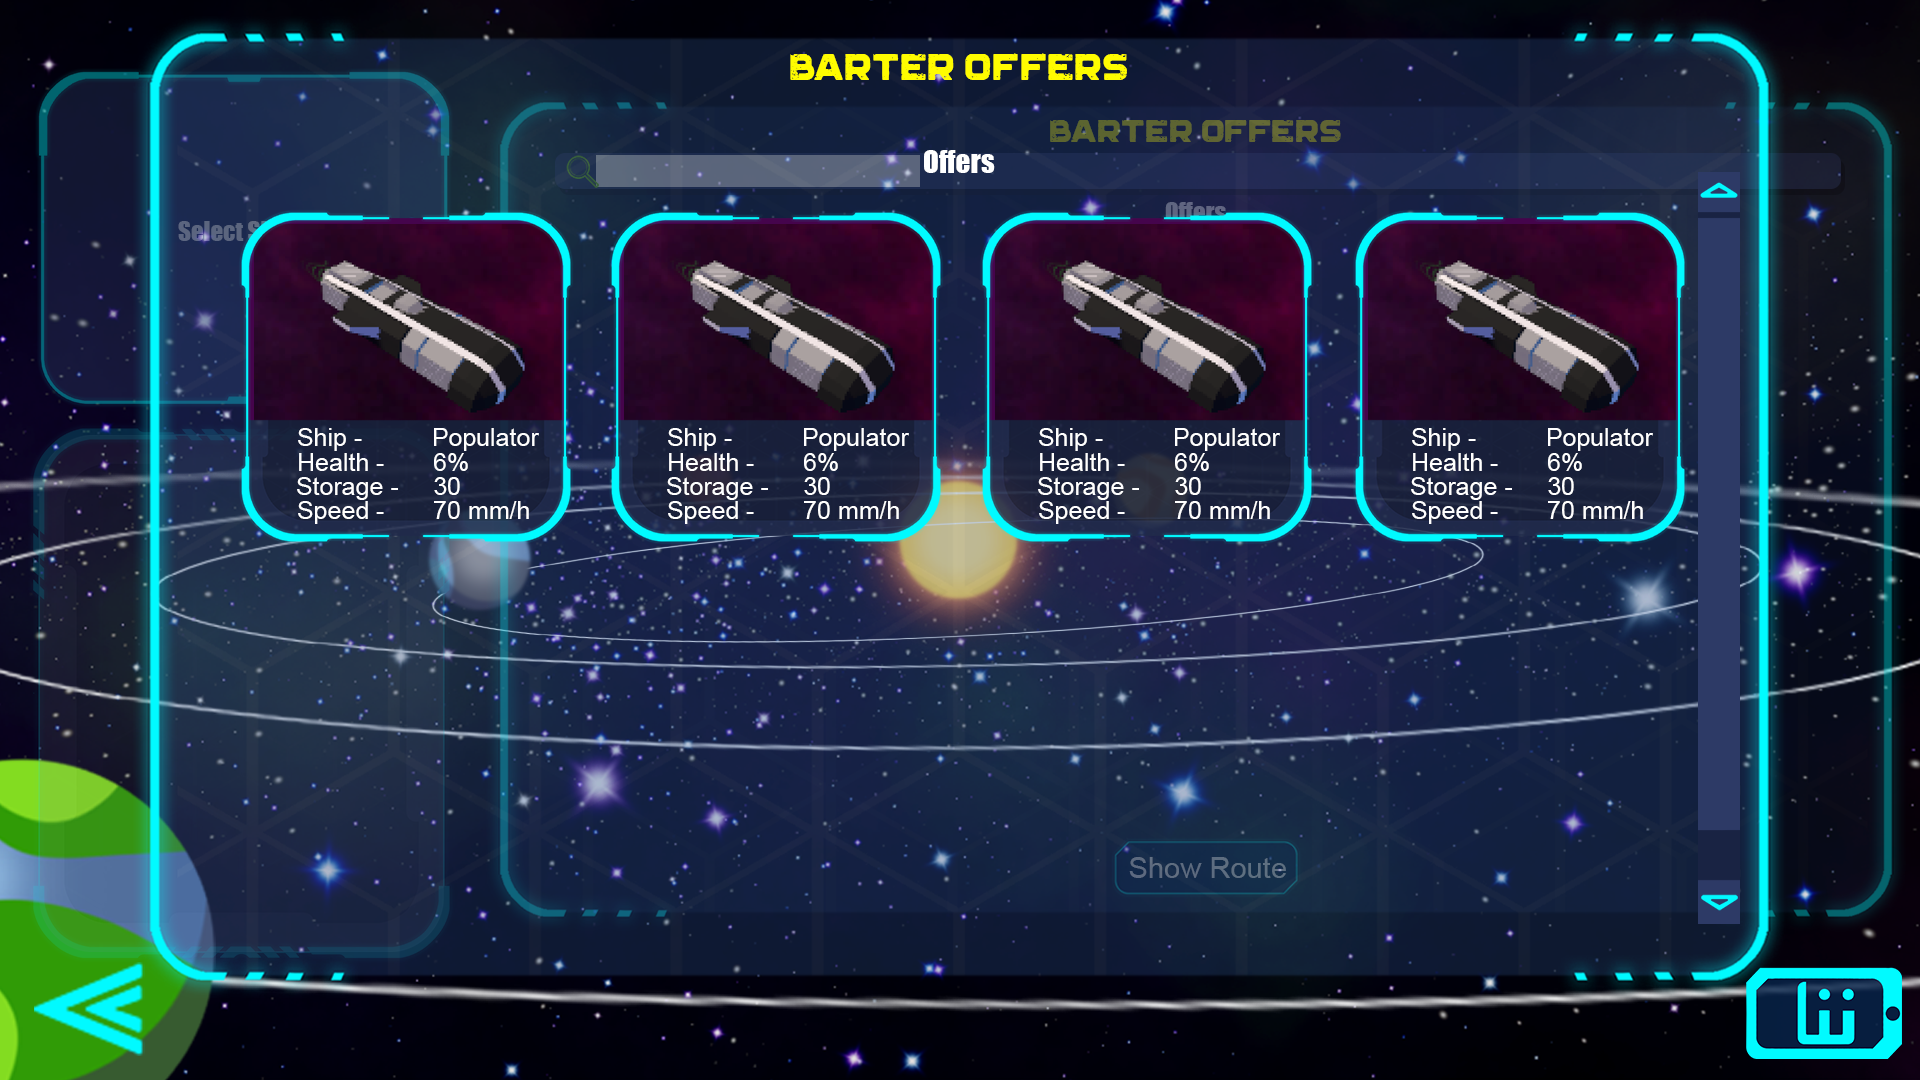 BARTER OFFERS
BARTER OFFERS
Offers
Offers
Select S
Ship - Populator
Health - 6%
Storage - 30
Speed - 70 mm/h
Ship - Populator
Health - 6%
Storage - 30
Speed - 70 mm/h
Ship - Populator
Health - 6%
Storage - 30
Speed - 70 mm/h
Ship - Populator
Health - 6%
Storage - 30
Speed - 70 mm/h
Show Route